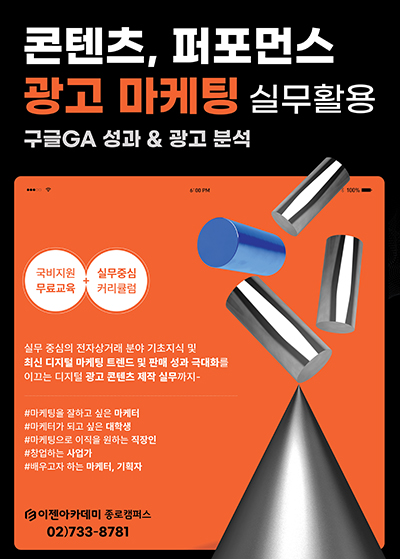 콘텐츠, 퍼포먼스
광고 마케팅 실무활용
구글GA 성과 & 광고 분석
6:00 PM
100%
국비지원
무료교육
+
실무중심
커리큘럼
실무 중심의 전자상거래 분야 기초지식 및
최신 디지털 마케팅 트렌드 및 판매 성과 극대화를
이끄는 디지털 광고 콘텐츠 제작 실무까지-
#마케팅을 잘하고 싶은 마케터
#마케터가 되고 싶은 대학생
#마케팅으로 이직을 원하는 직장인
#창업하는 사업가
#배우고자 하는 마케터, 기획자
이젠아카데미 종로캠퍼스
02)733-8781